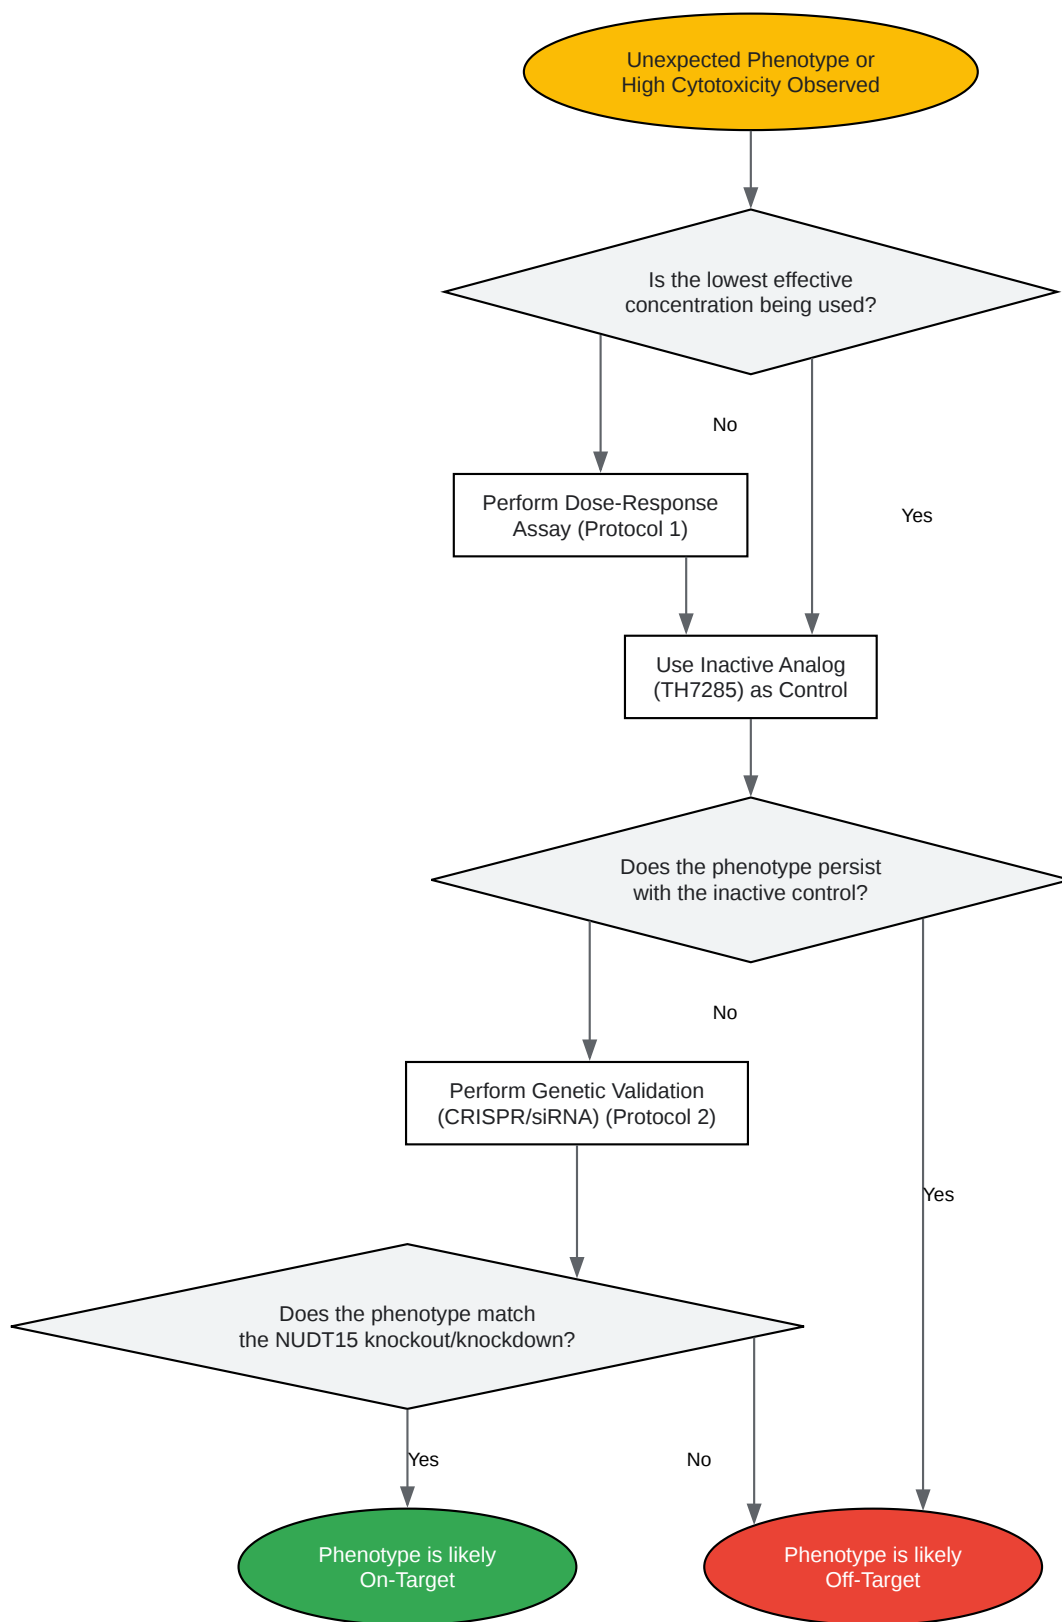 Unexpected Phenotype or
High Cytotoxicity Observed
Is the lowest effective
concentration being used?
No
Perform Dose-Response
Assay (Protocol 1)
Yes
Use Inactive Analog
(TH7285) as Control
Does the phenotype persist
with the inactive control?
No
Perform Genetic Validation
(CRISPR/siRNA) (Protocol 2)
Yes
Does the phenotype match
the NUDT15 knockout/knockdown?
Yes
No
Phenotype is likely
On-Target
Phenotype is likely
Off-Target